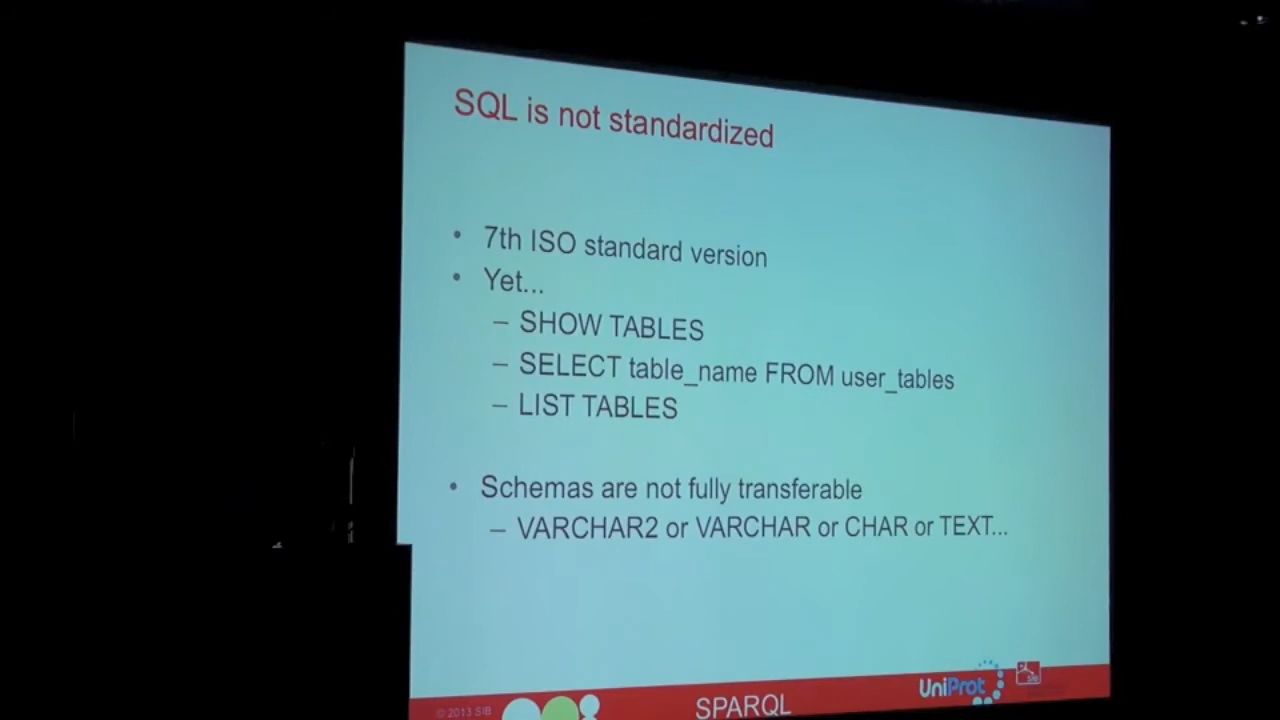 SQL is not standardized
• 7th ISO standard version
• Yet...
– SHOW TABLES
– SELECT table_name FROM user_tables
– LIST TABLES
• Schemas are not fully transferable
– VARCHAR2 or VARCHAR or CHAR or TEXT...
© 2013 SIB
SPARQL
UniProt
SIB